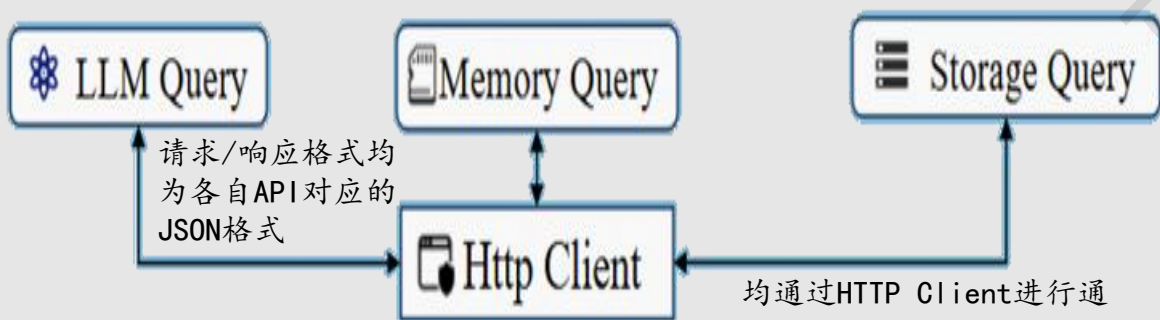 LLM Query
Memory Query
Storage Query
请求/响应格式均
为各自API对应的
JSON格式
Http Client
均通过HTTP Client进行通